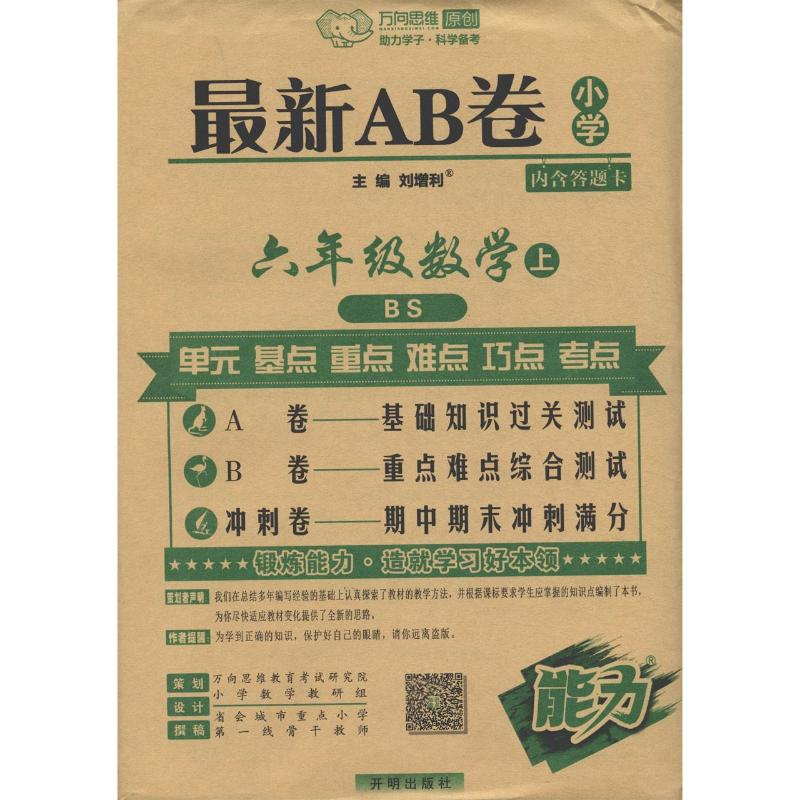 万向思维 原创
WANXIANGSIWEI.COM
助力学子·科学备考
最新AB卷 小学
主 编 刘增利®
内含答题卡
六年级数学 上
BS
单元 基点 重点 难点 巧点 考点
A 卷——基础知识过关测试
B 卷——重点难点综合测试
冲刺卷——期中期末冲刺满分
★★★★★锻炼能力·造就学习好本领★★★★★
策划者声明 我们在总结多年编写经验的基础上认真探索了教材的教学方法,并根据课标要求学生应掌握的知识点编制了本书,
为你尽快适应教材变化提供了全新的思路。
作者提醒 为学到正确的知识,保护好自己的眼睛,请你远离盗版。
策划 万向思维教育考试研究院
小学数学教研组
设计
省会城市重点小学
撰稿 第一线骨干教师
能力®
开明出版社